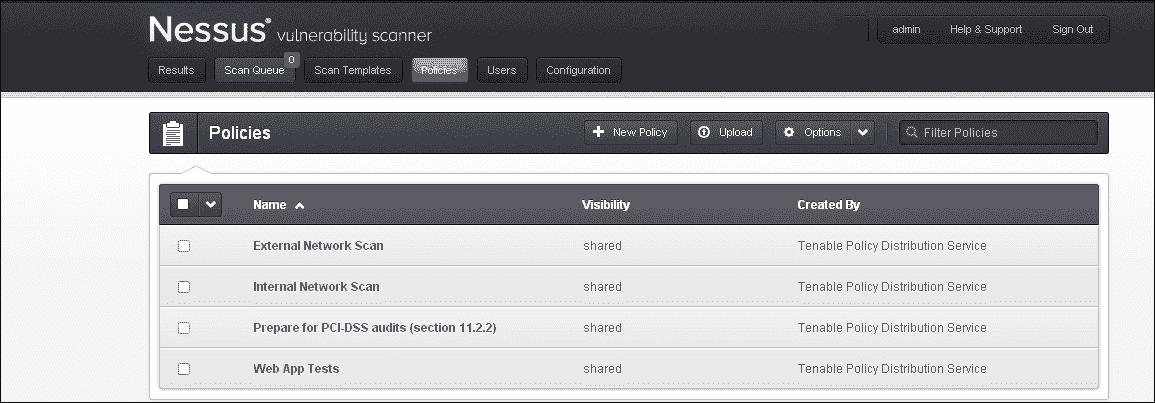 Nessus® vulnerability scanner
admin Help & Support Sign Out
Results Scan Queue 0 Scan Templates Policies Users Configuration
Policies New Policy Upload Options Filter Policies
Name Visibility Created By
External Network Scan shared Tenable Policy Distribution Service
Internal Network Scan shared Tenable Policy Distribution Service
Prepare for PCI-DSS audits (section 11.2.2) shared Tenable Policy Distribution Service
Web App Tests shared Tenable Policy Distribution Service